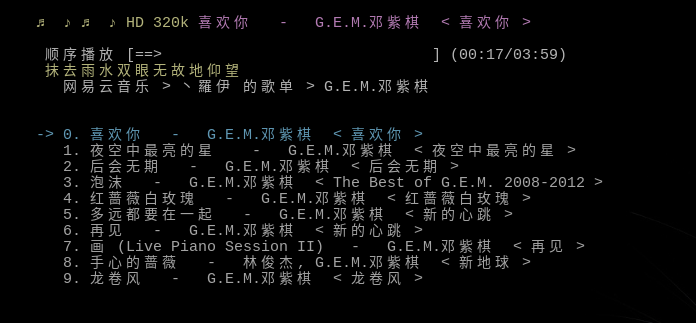 ♬ ♪ ♬ ♪ HD 320k 喜欢你 - G.E.M.邓紫棋 < 喜欢你 >
顺序播放 [==> ] (00:17/03:59)
抹去雨水双眼无故地仰望
网易云音乐 > 丶羅伊 的歌单 > G.E.M.邓紫棋
-> 0. 喜欢你 - G.E.M.邓紫棋 < 喜欢你 >
1. 夜空中最亮的星 - G.E.M.邓紫棋 < 夜空中最亮的星 >
2. 后会无期 - G.E.M.邓紫棋 < 后会无期 >
3. 泡沫 - G.E.M.邓紫棋 < The Best of G.E.M. 2008-2012 >
4. 红蔷薇白玫瑰 - G.E.M.邓紫棋 < 红蔷薇白玫瑰 >
5. 多远都要在一起 - G.E.M.邓紫棋 < 新的心跳 >
6. 再见 - G.E.M.邓紫棋 < 新的心跳 >
7. 画 (Live Piano Session II) - G.E.M.邓紫棋 < 再见 >
8. 手心的蔷薇 - 林俊杰, G.E.M.邓紫棋 < 新地球 >
9. 龙卷风 - G.E.M.邓紫棋 < 龙卷风 >